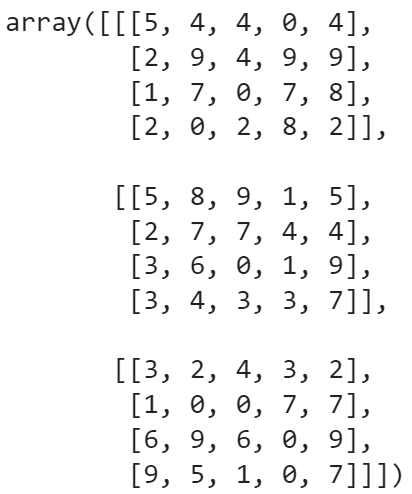 array([[[5, 4, 4, 0, 4],
        [2, 9, 4, 9, 9],
        [1, 7, 0, 7, 8],
        [2, 0, 2, 8, 2]],

       [[5, 8, 9, 1, 5],
        [2, 7, 7, 4, 4],
        [3, 6, 0, 1, 9],
        [3, 4, 3, 3, 7]],

       [[3, 2, 4, 3, 2],
        [1, 0, 0, 7, 7],
        [6, 9, 6, 0, 9],
        [9, 5, 1, 0, 7]]])